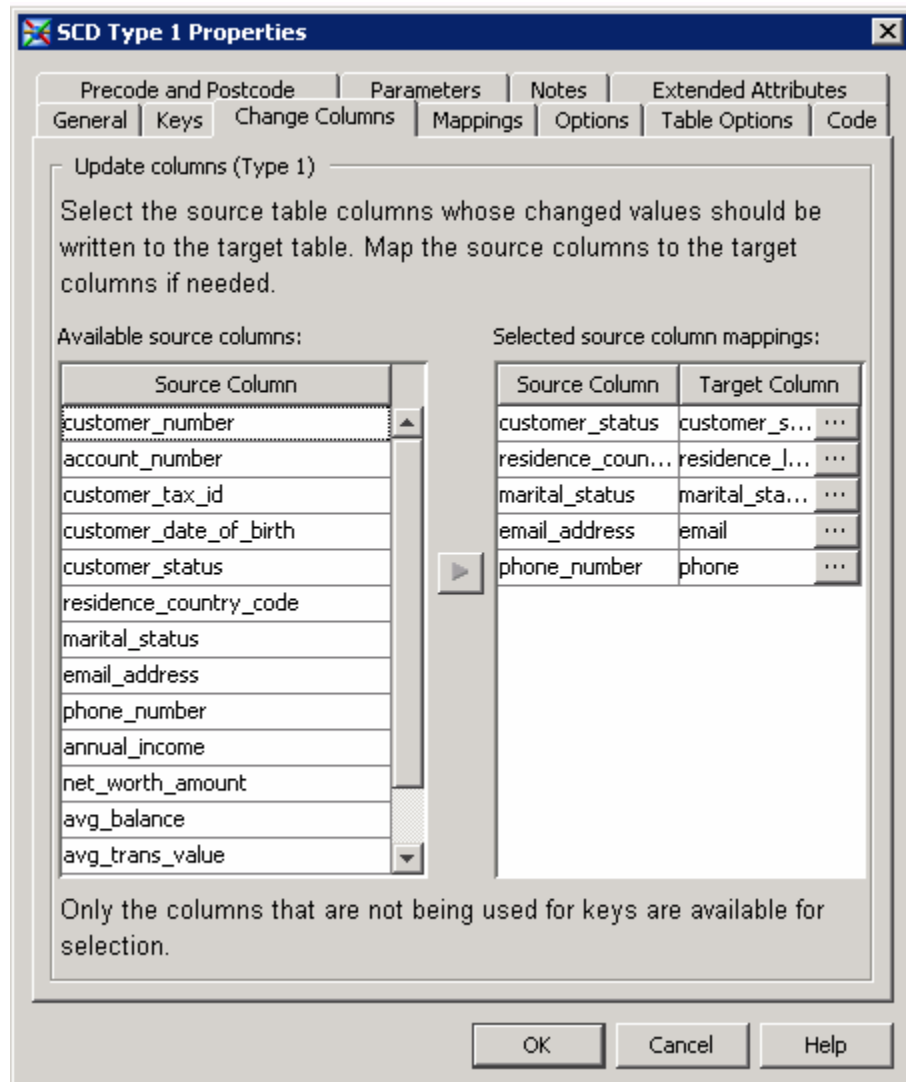 SCD Type 1 Properties
Precode and Postcode Parameters Notes Extended Attributes
General Keys Change Columns Mappings Options Table Options Code
Update columns (Type 1)
Select the source table columns whose changed values should be
written to the target table. Map the source columns to the target
columns if needed.
Available source columns:
Source Column
customer_number
account_number
customer_tax_id
customer_date_of_birth
customer_status
residence_country_code
marital_status
email_address
phone_number
annual_income
net_worth_amount
avg_balance
avg_trans_value
Selected source column mappings:
Source Column Target Column
customer_status customer_s... ...
residence_coun... residence_l... ...
marital_status marital_sta... ...
email_address email ...
phone_number phone ...
Only the columns that are not being used for keys are available for
selection.
OK Cancel Help